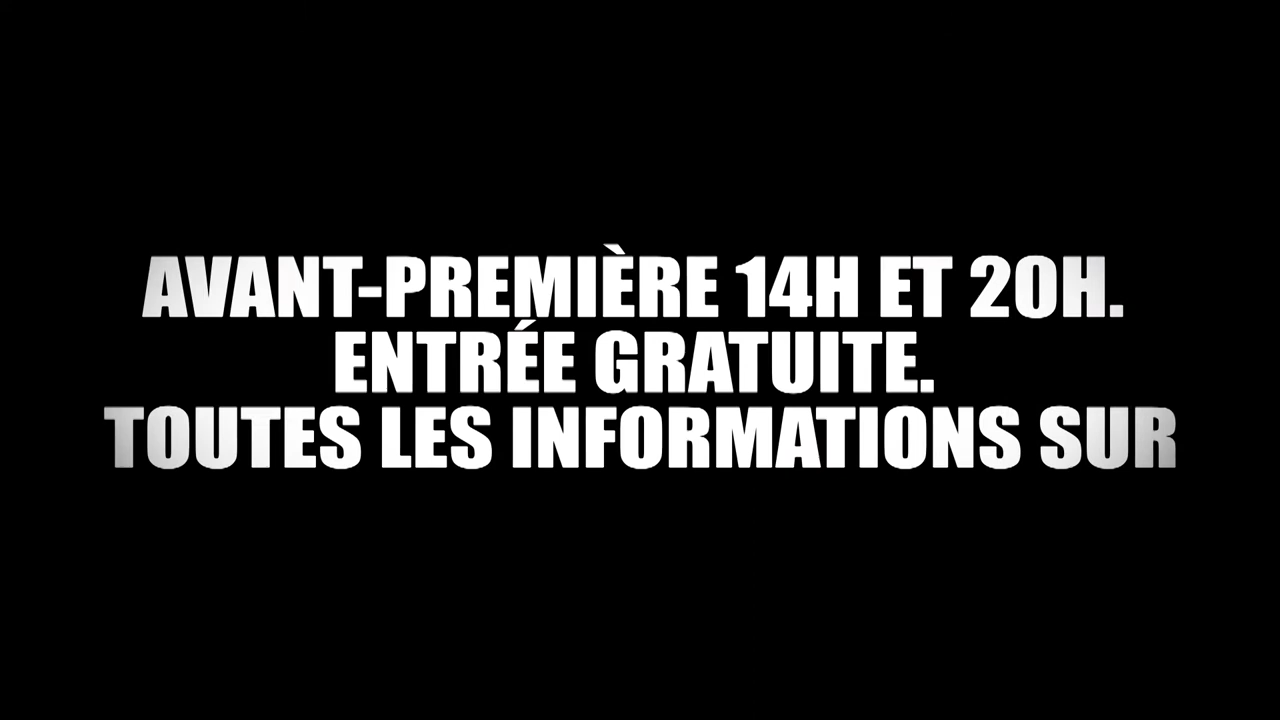 AVANT-PREMIÈRE 14H ET 20H.
ENTRÉE GRATUITE.
TOUTES LES INFORMATIONS SUR